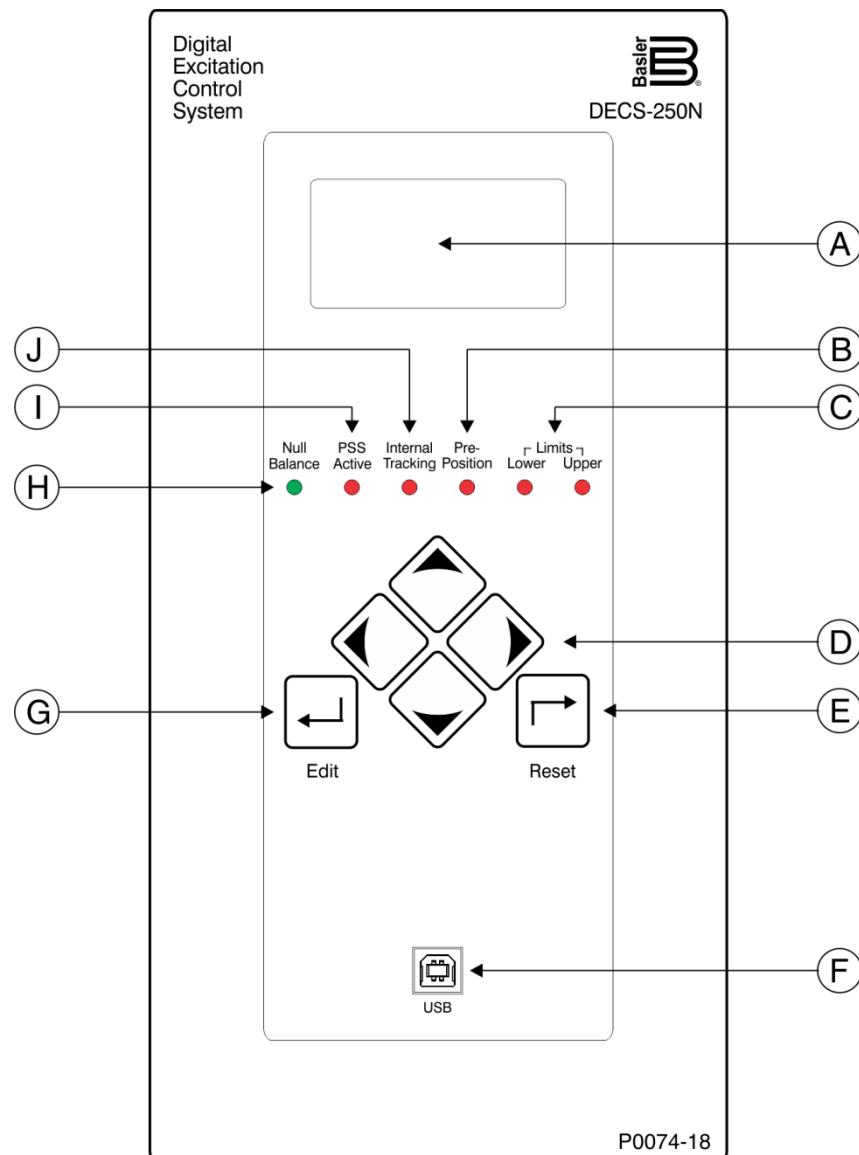 Digital
Excitation
Control
System
Basler
B
®
DECS-250N
A
J
B
I
C
Null
Balance
PSS
Active
Internal
Tracking
Pre-
Position
Limits
Lower Upper
H
D
G
E
Edit
Reset
F
USB
P0074-18